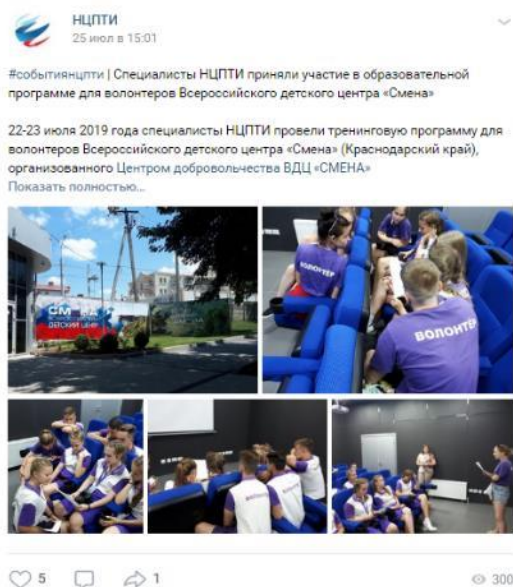 НЦПТИ
25 июл в 15:01
#событиянцпти | Специалисты НЦПТИ приняли участие в образовательной
программе для волонтеров Всероссийского детского центра «Смена»
22-23 июля 2019 года специалисты НЦПТИ провели тренинговую программу для
волонтеров Всероссийского детского центра «Смена» (Краснодарский край),
организованного Центром добровольчества ВДЦ «СМЕНА»
Показать полностью...
СМЕНА
ДЕТСКИЙ ЦЕНТР
ВОЛОНТЁР
ВОЛОНТЁР
5
1
300